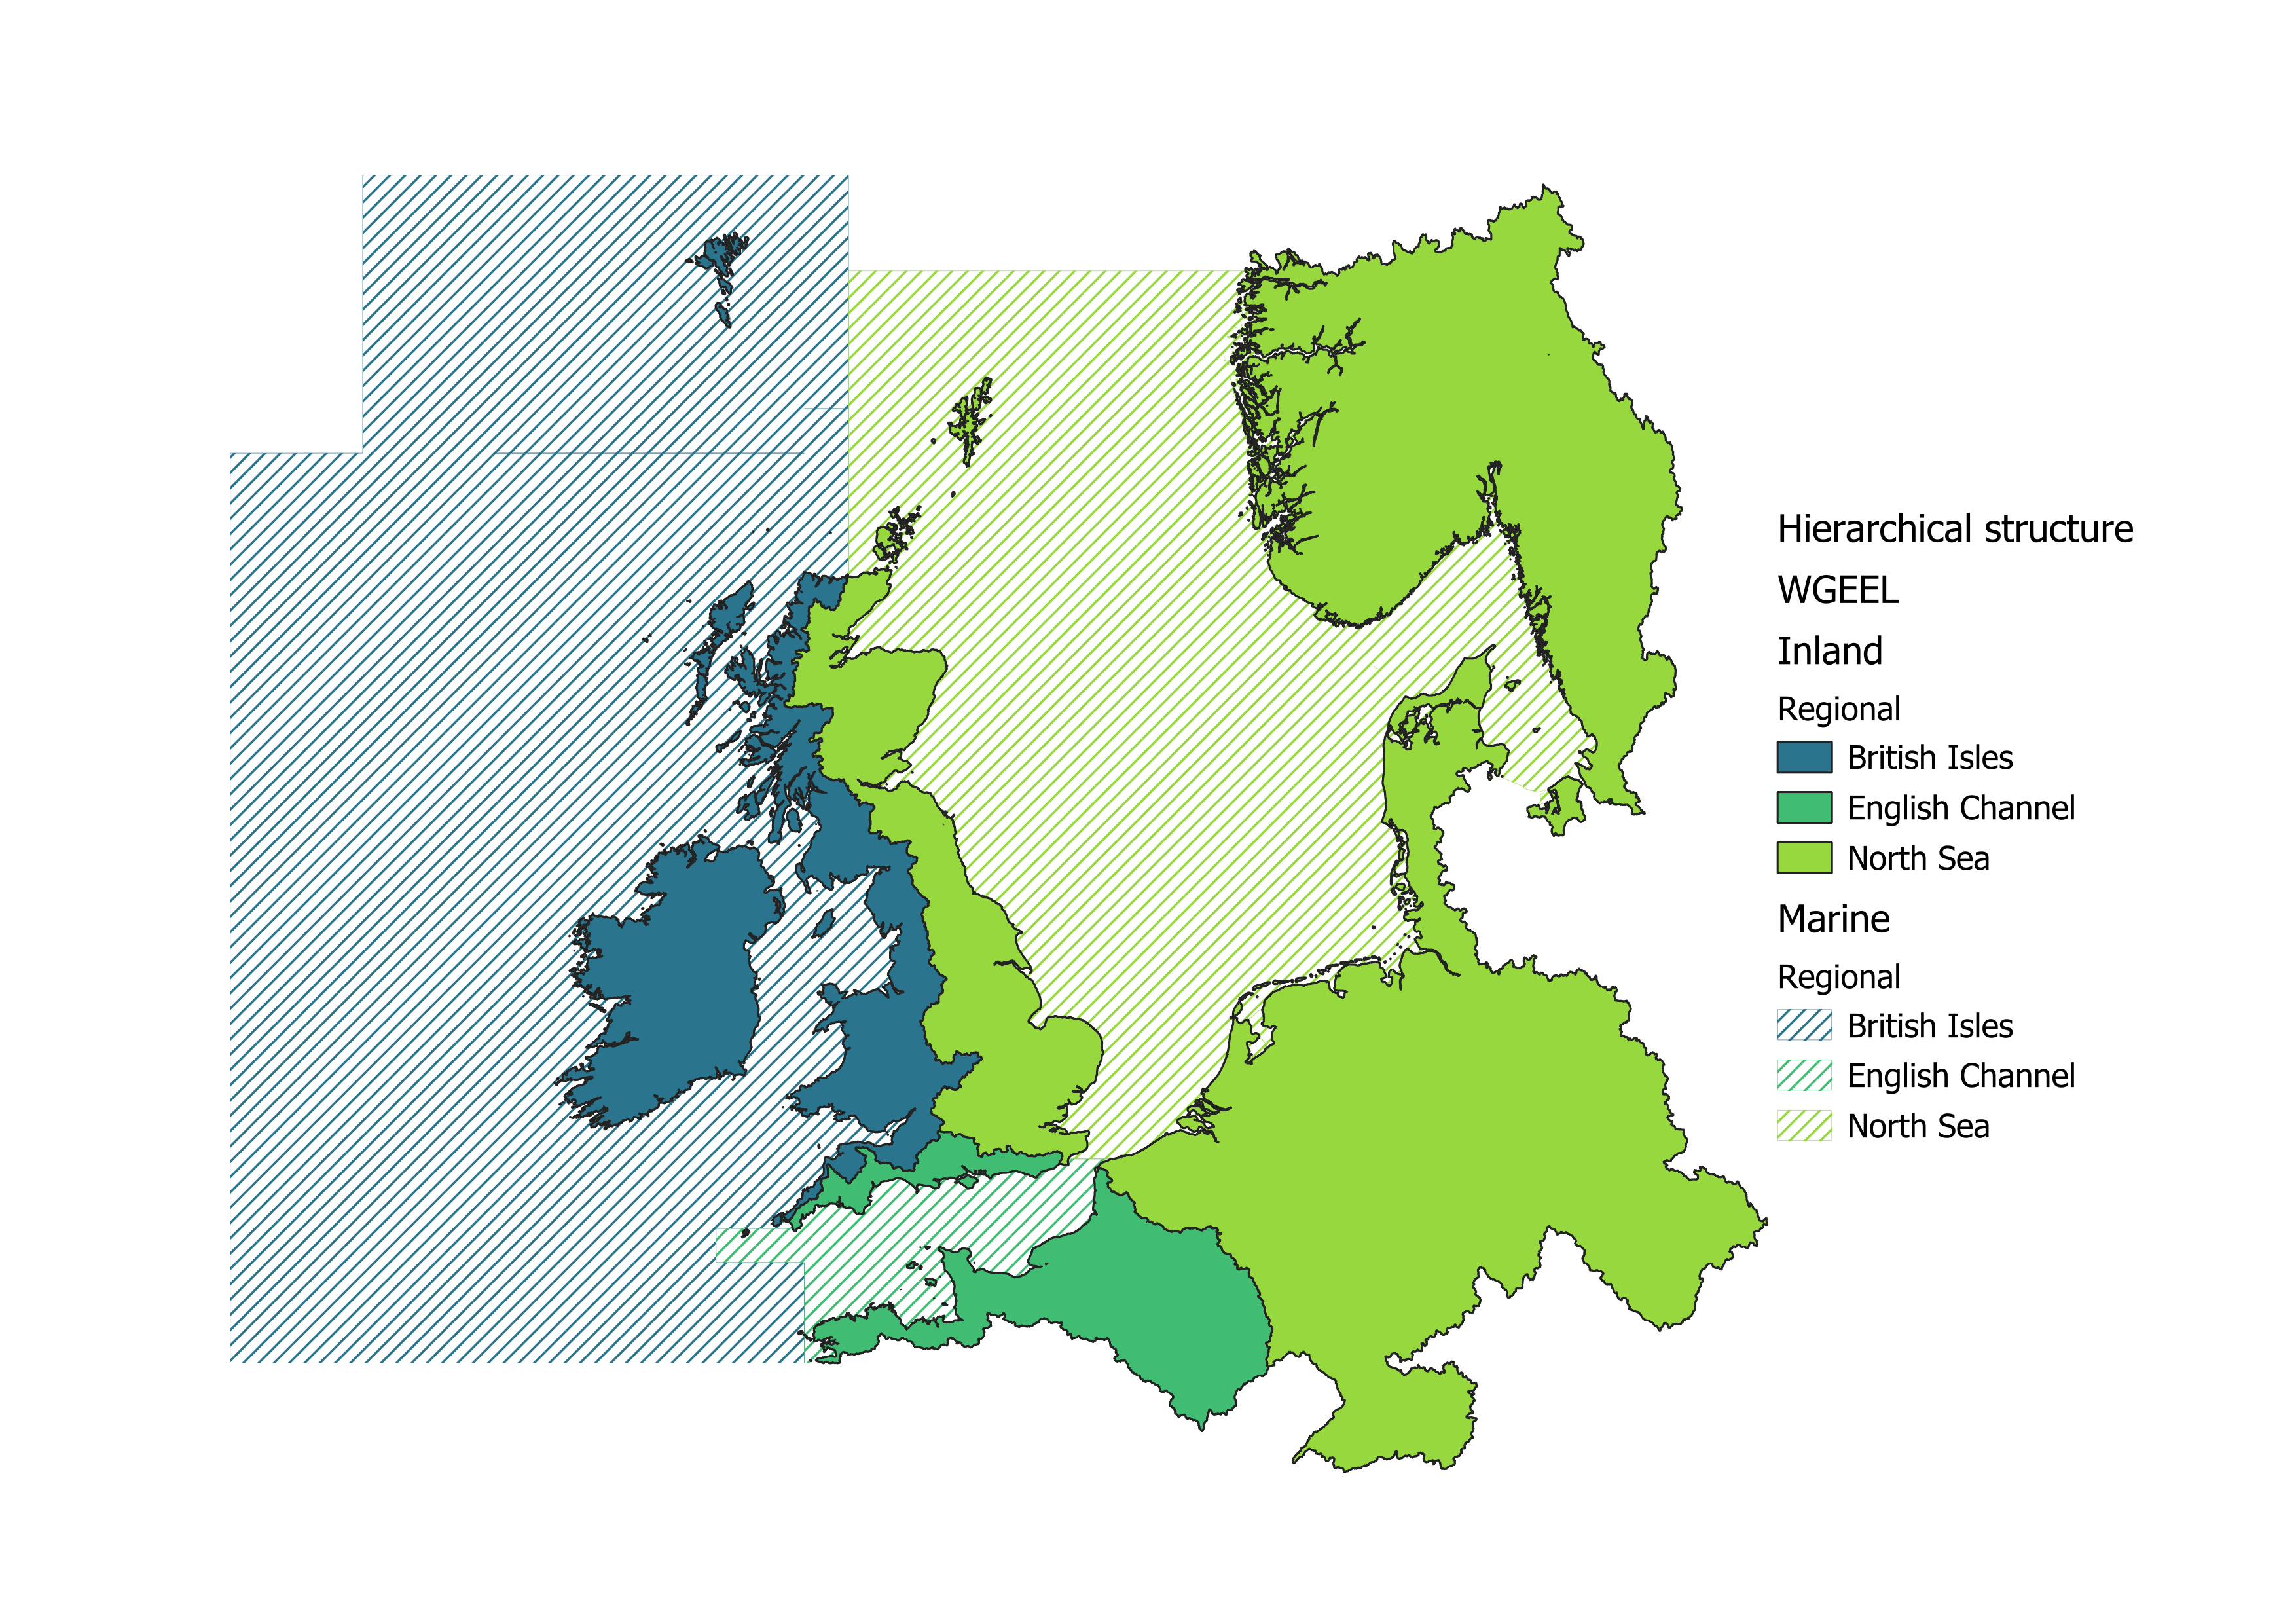 Hierarchical structure
WGEEL
Inland
Regional
British Isles
English Channel
North Sea
Marine
Regional
British Isles
English Channel
North Sea